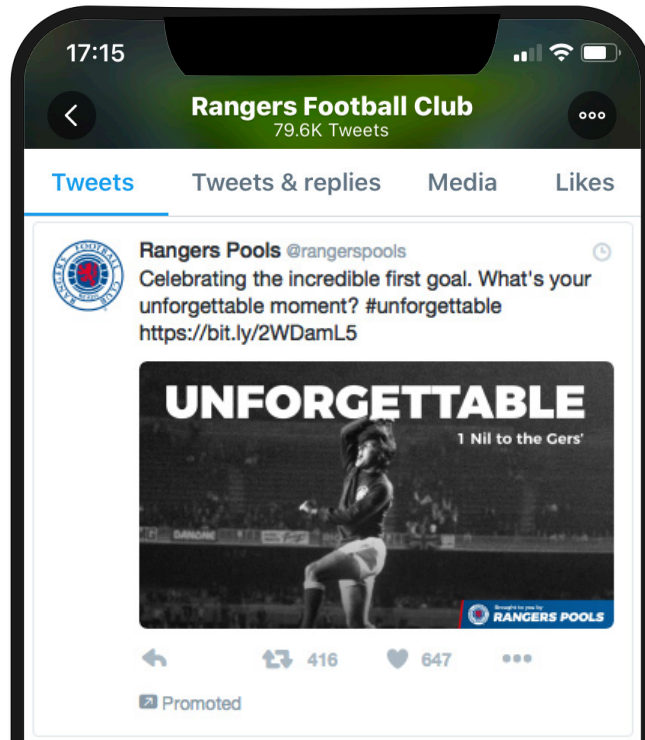 17:15
Rangers Football Club
79.6K Tweets
Tweets Tweets & replies Media Likes
Rangers Pools @rangerspools
Celebrating the incredible first goal. What's your
unforgettable moment? #unforgettable
https://bit.ly/2WDamL5
UNFORGETTABLE
1 Nil to the Gers'
DANONE
Brought to you by
RANGERS POOLS
416 647
Promoted